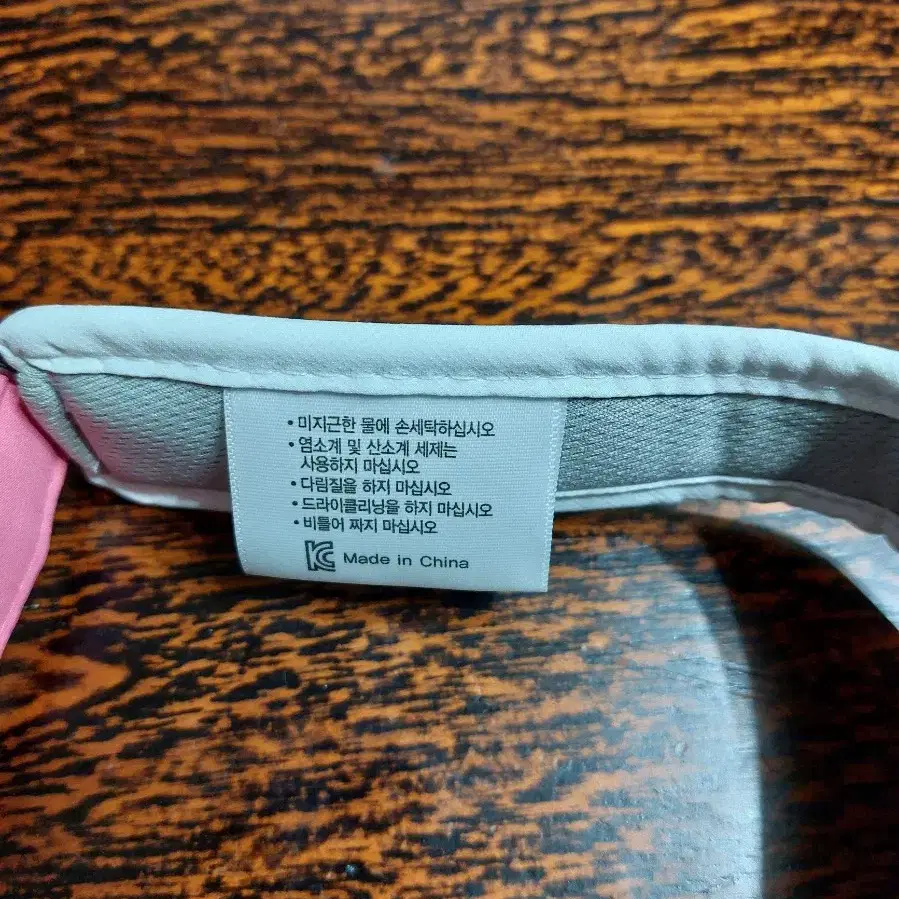 • 미지근한 물에 손세탁하십시오
• 염소계 및 산소계 세제는
사용하지 마십시오
• 다림질을 하지 마십시오
• 드라이클리닝을 하지 마십시오
• 비틀어 짜지 마십시오
KC Made in China